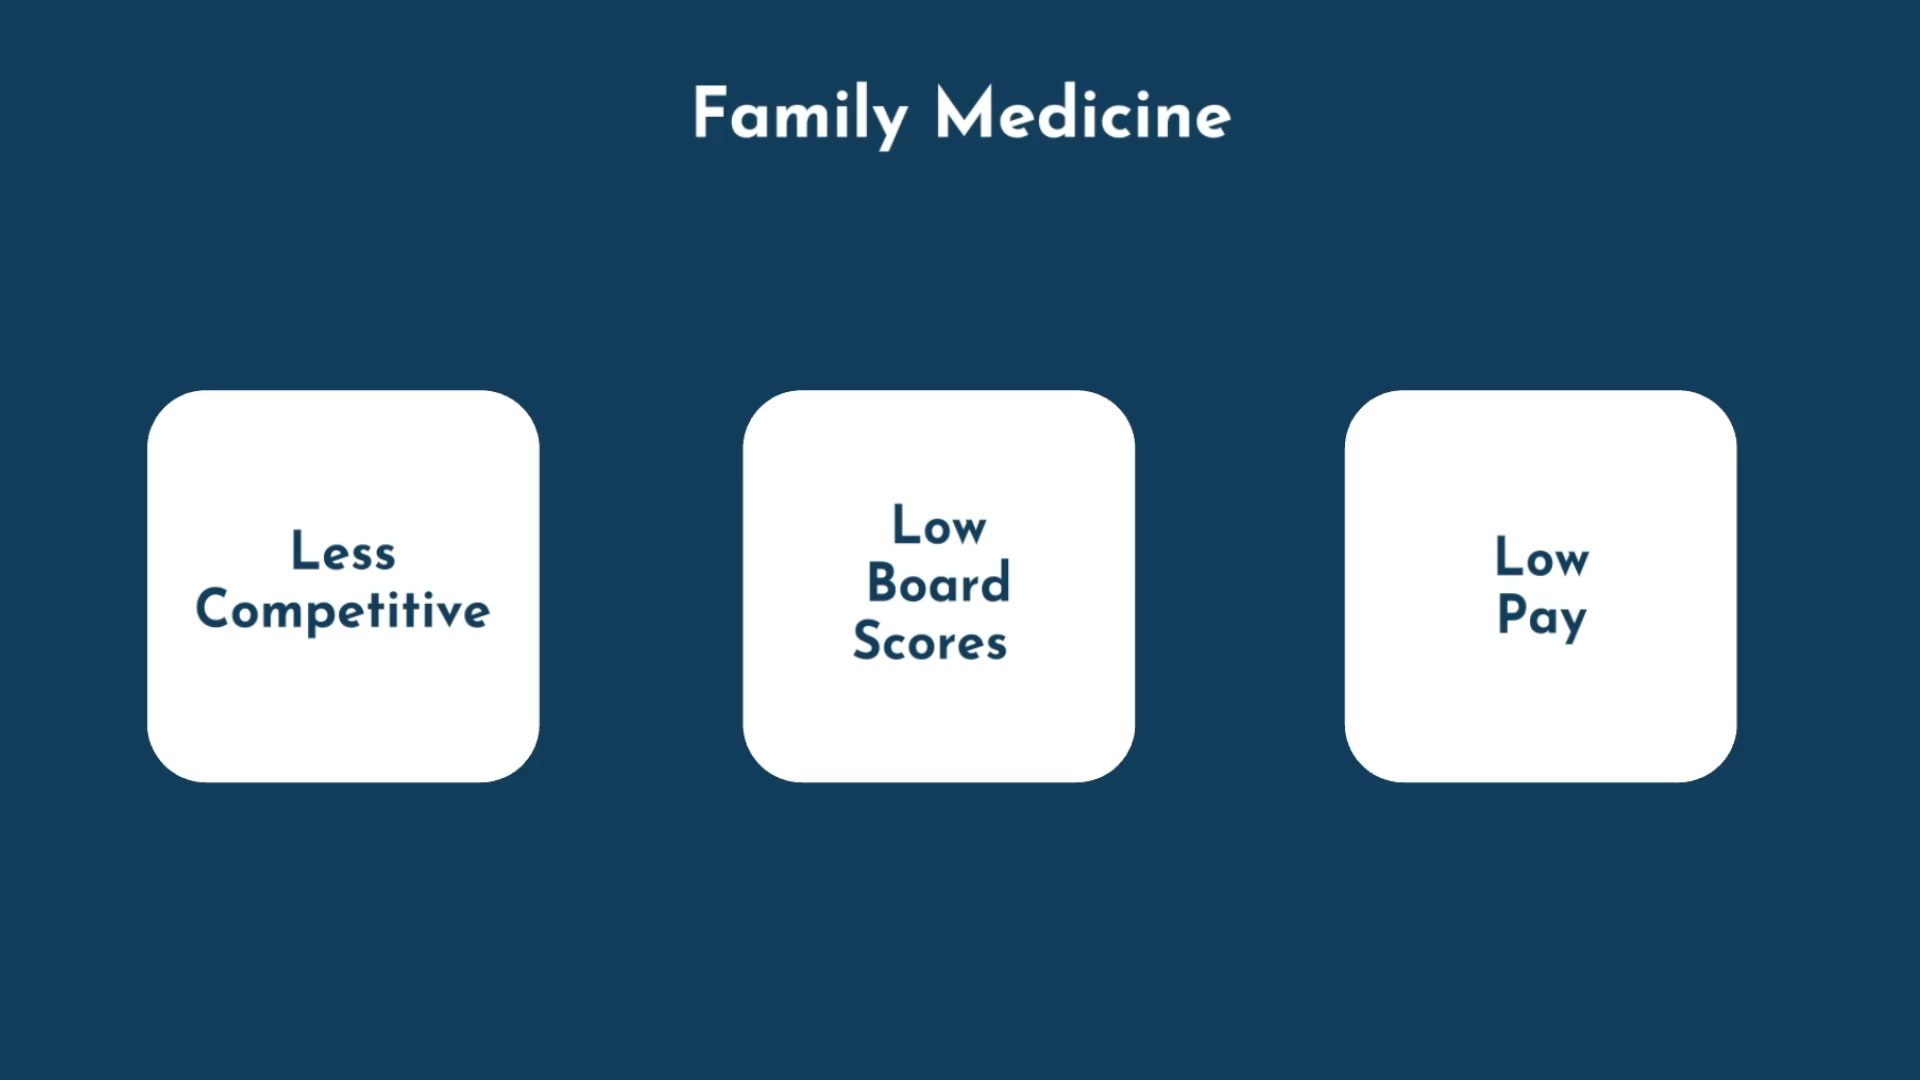 Family Medicine
Less
Competitive
Low
Board
Scores
Low
Pay